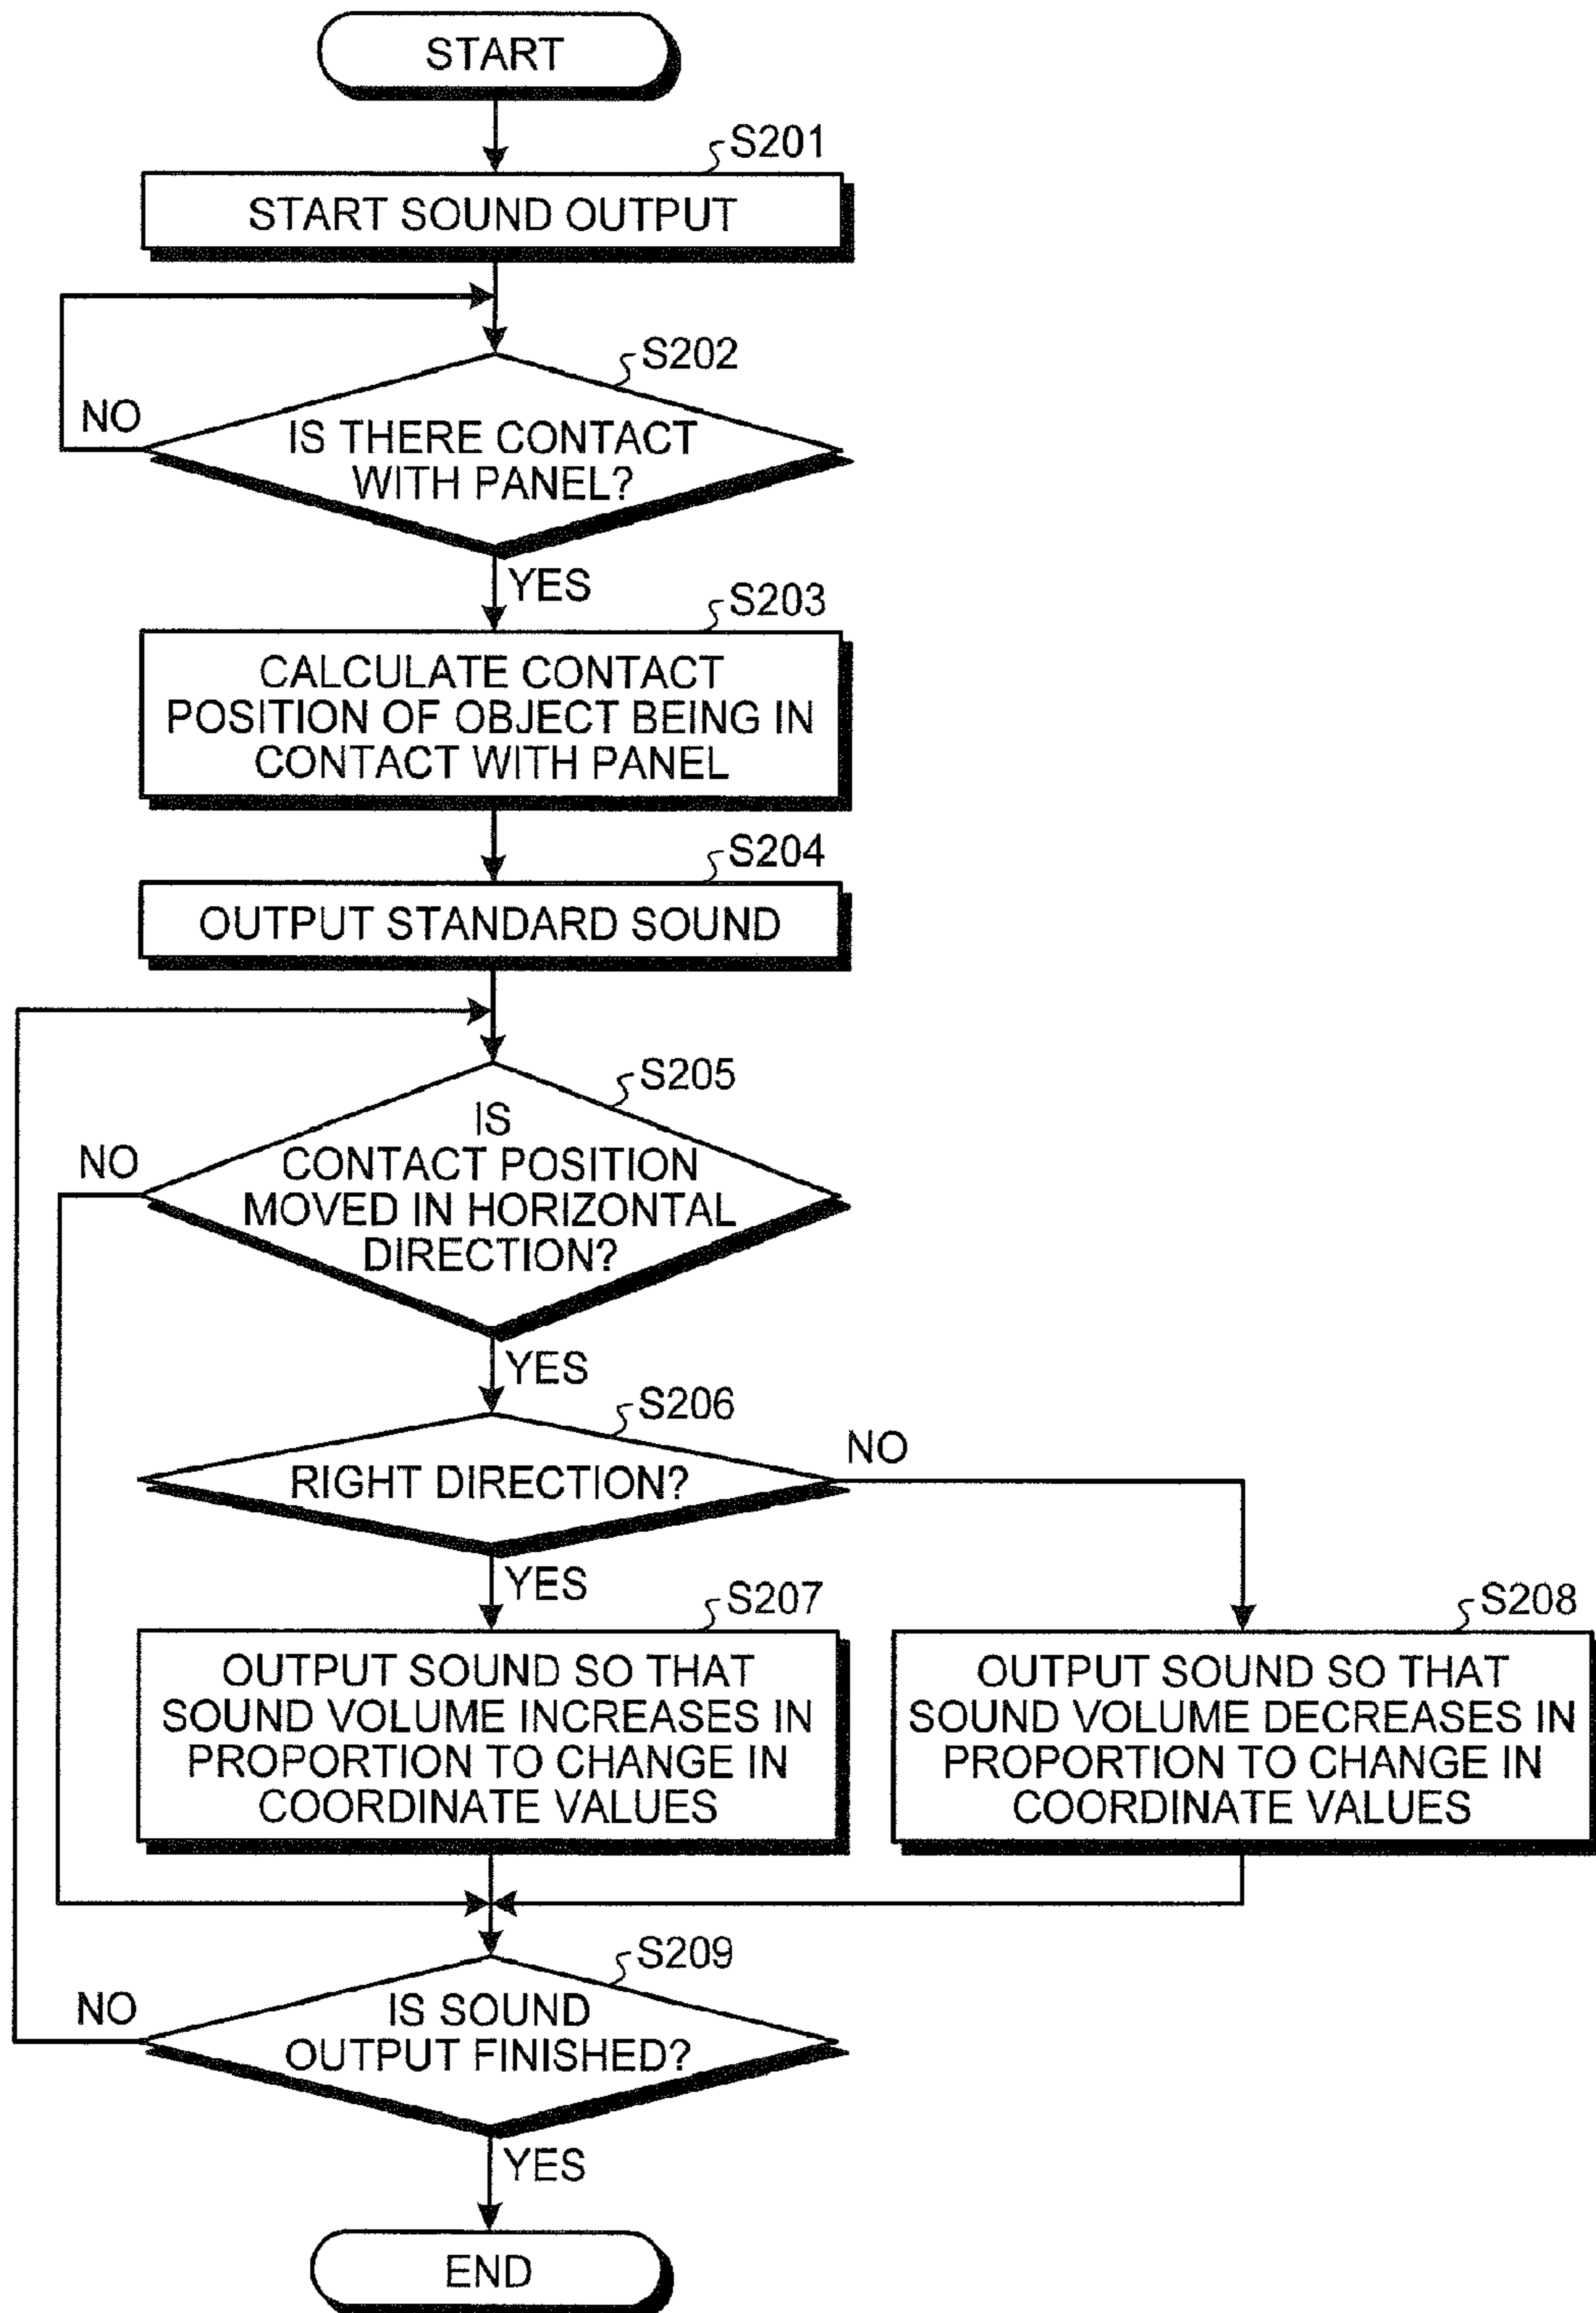 START
S201
START SOUND OUTPUT
S202
NO
IS THERE CONTACT
WITH PANEL?
YES
S203
CALCULATE CONTACT
POSITION OF OBJECT BEING IN
CONTACT WITH PANEL
S204
OUTPUT STANDARD SOUND
S205
NO
IS
CONTACT POSITION
MOVED IN HORIZONTAL
DIRECTION?
YES
S206
NO
RIGHT DIRECTION?
YES
S207
OUTPUT SOUND SO THAT
SOUND VOLUME INCREASES IN
PROPORTION TO CHANGE IN
COORDINATE VALUES
S208
OUTPUT SOUND SO THAT
SOUND VOLUME DECREASES IN
PROPORTION TO CHANGE IN
COORDINATE VALUES
S209
NO
IS SOUND
OUTPUT FINISHED?
YES
END